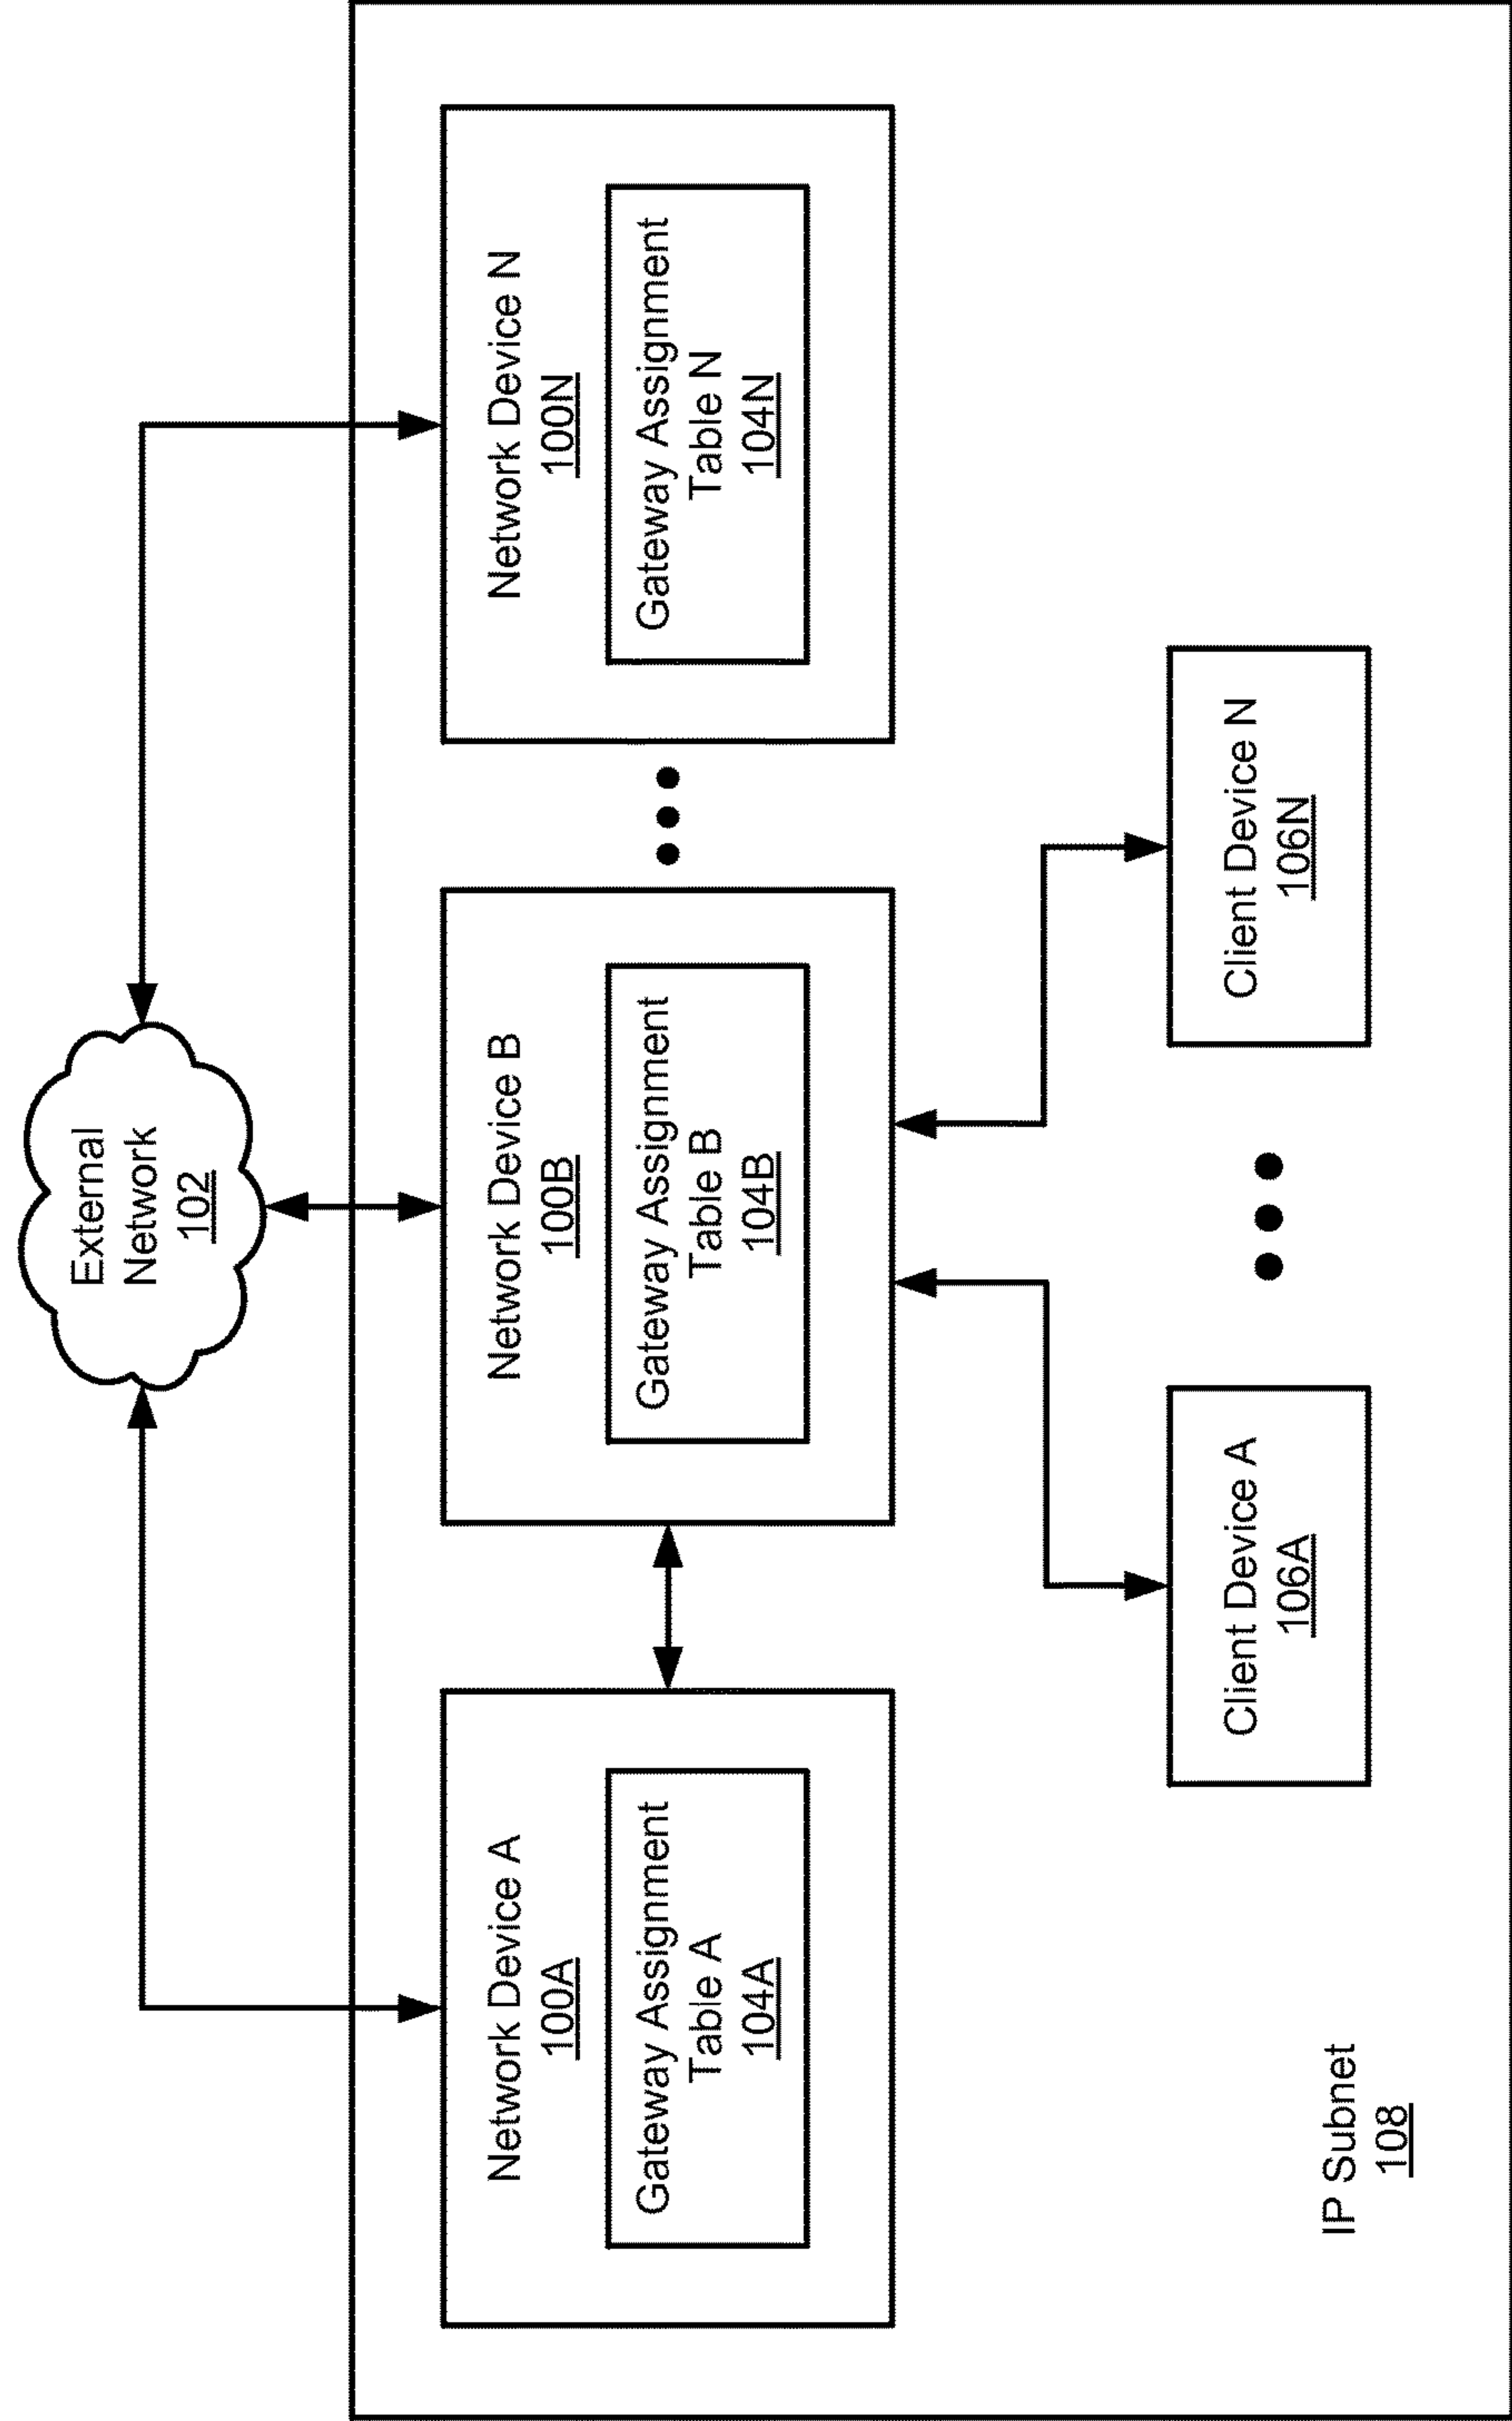 External
Network
102
Network Device A
100A
Gateway Assignment
Table A
104A
Network Device B
100B
Gateway Assignment
Table B
104B
Network Device N
100N
Gateway Assignment
Table N
104N
Client Device A
106A
Client Device N
106N
IP Subnet
108